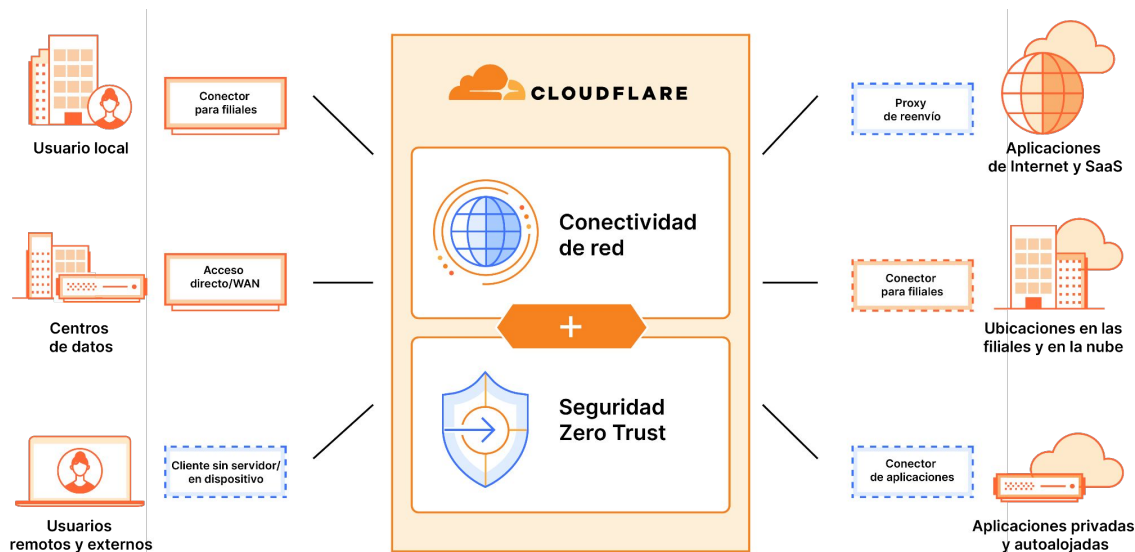 CLOUDFLARE
Conector
para filiales
Usuario local
Proxy
de reenvío
Aplicaciones
de Internet y SaaS
Conectividad
de red
Acceso
directo/WAN
Centros
de datos
Conector
para filiales
Ubicaciones en las
filiales y en la nube
+
Seguridad
Zero Trust
Cliente sin servidor/
en dispositivo
Usuarios
remotos y externos
Conector
de aplicaciones
Aplicaciones privadas
y autoalojadas